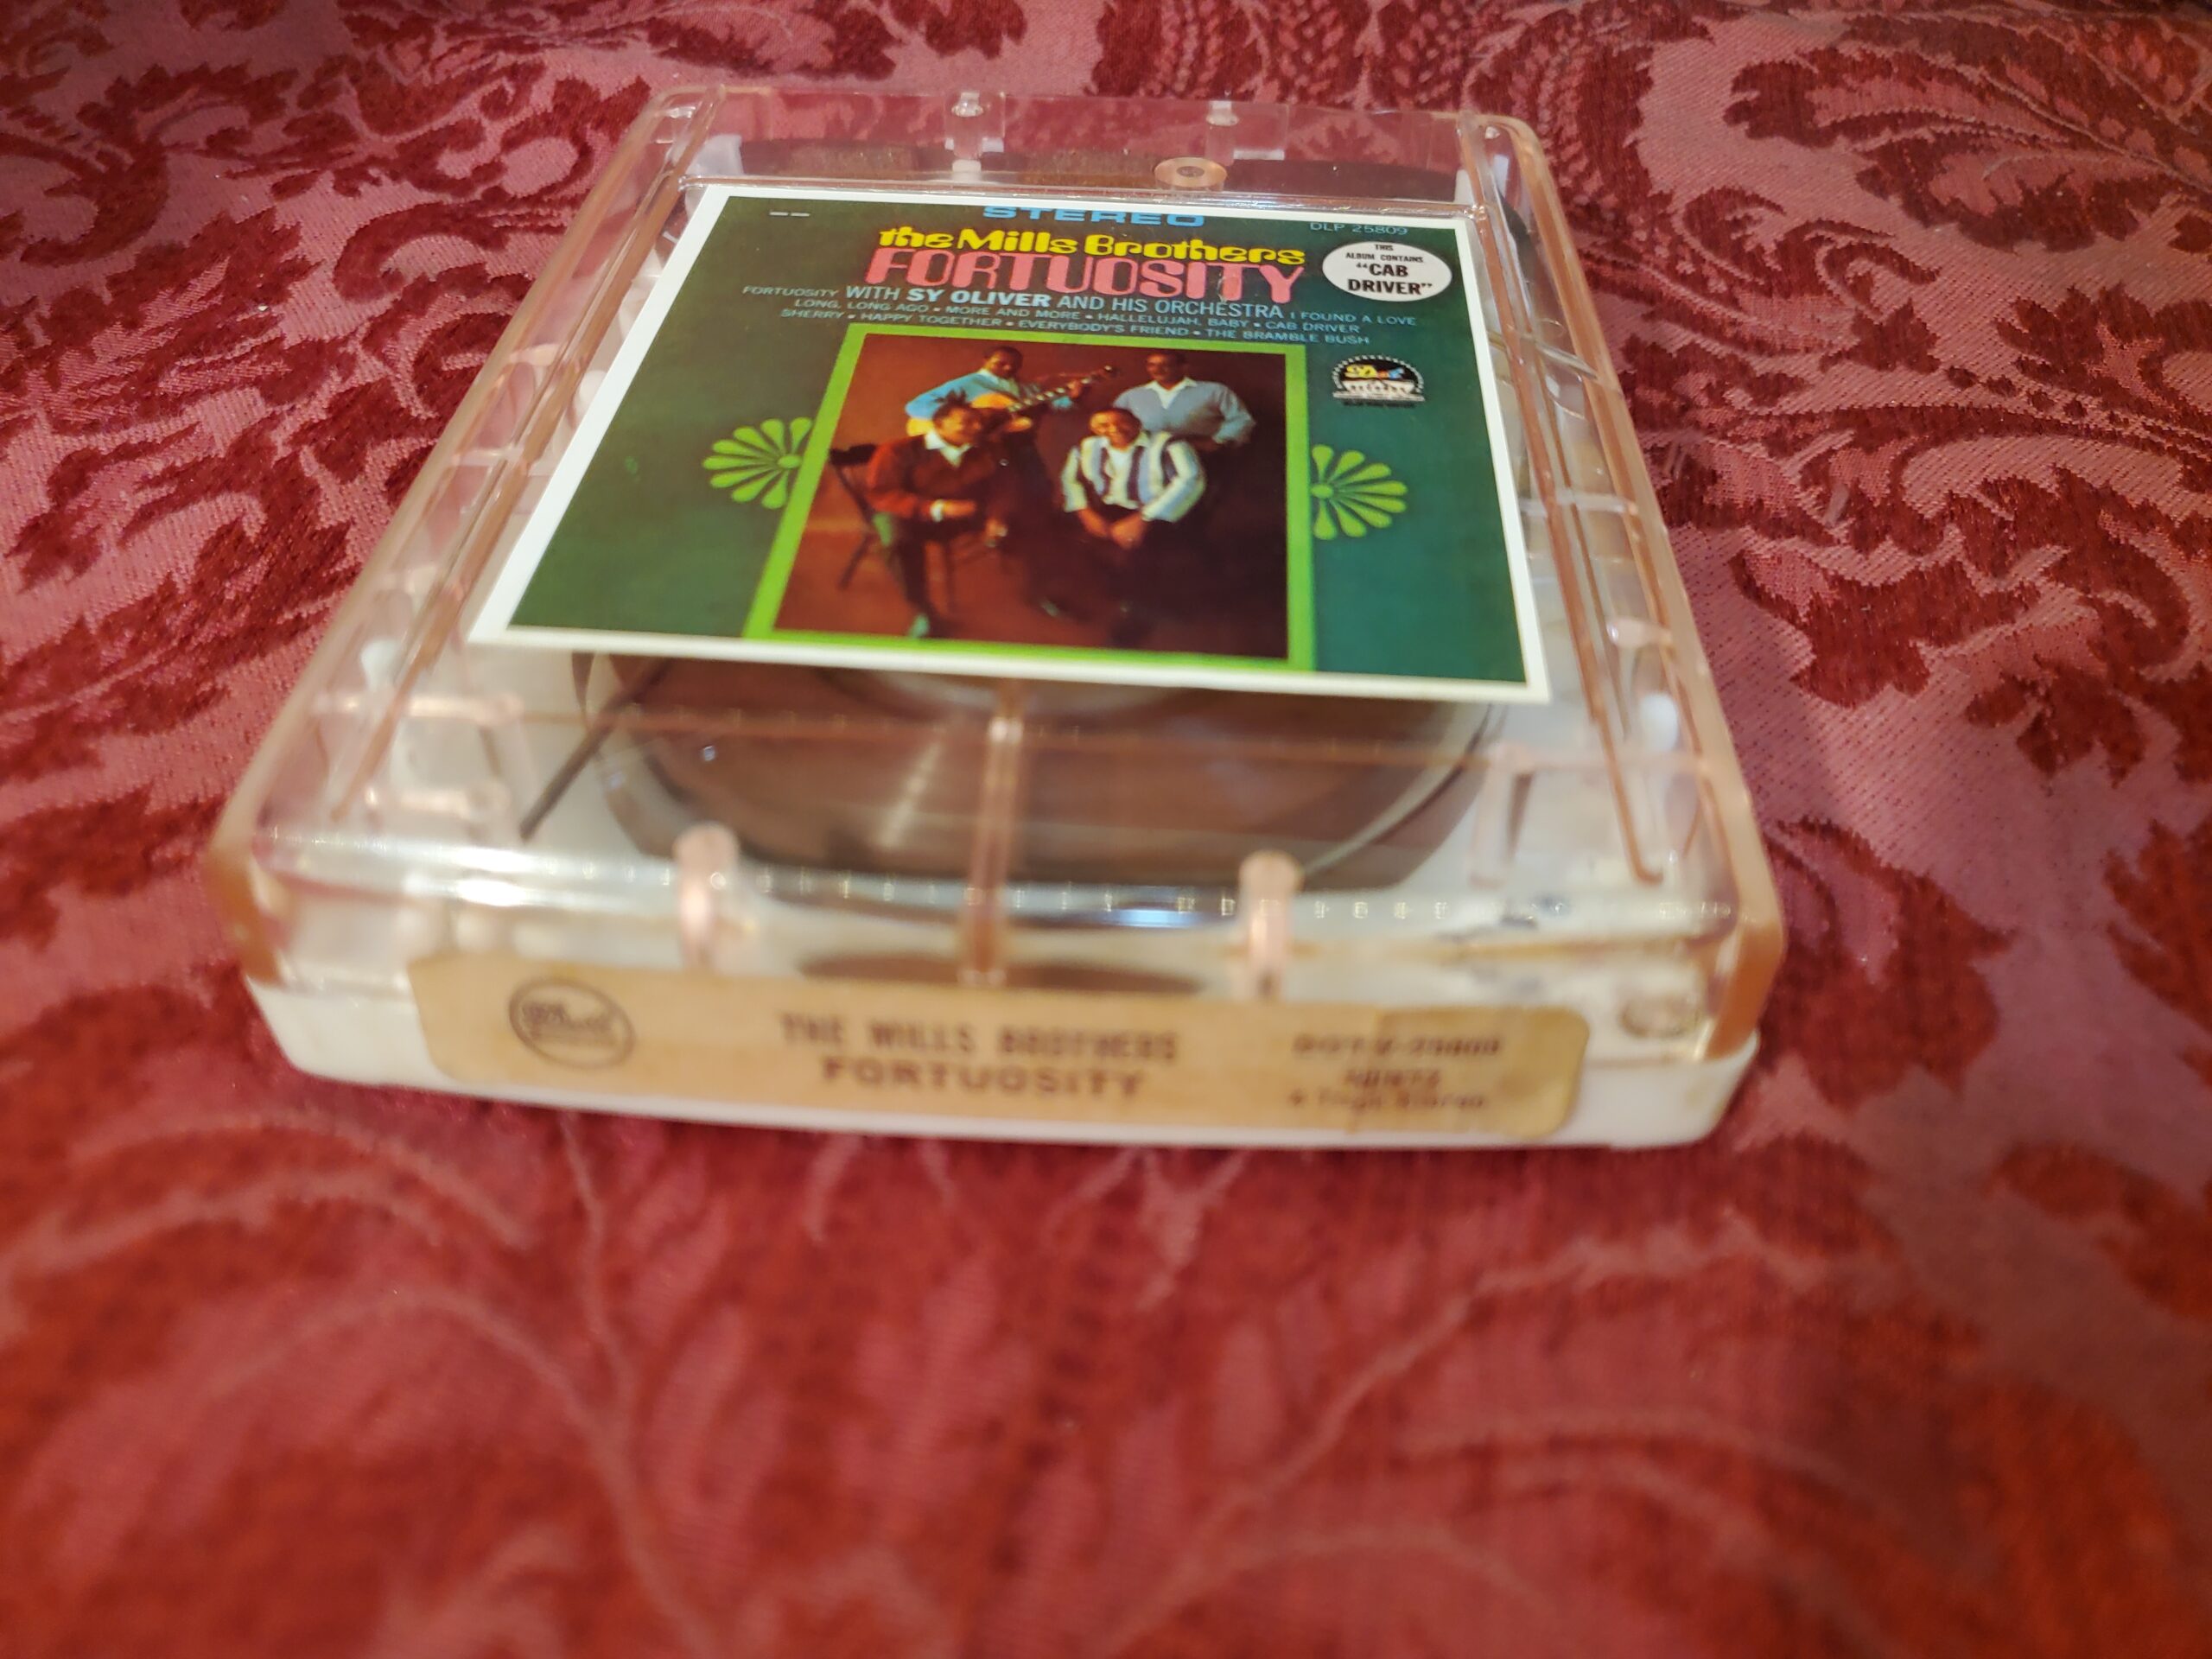 STEREO
DLP 25809
the Mills Brothers
FORTUOSITY
THIS
ALBUM CONTAINS
"CAB
DRIVER"
FORTUOSITY WITH SY OLIVER AND HIS ORCHESTRA I FOUND A LOVE
LONG, LONG AGO • MORE AND MORE • HALLELUJAH, BABY • CAB DRIVER
SHERRY • HAPPY TOGETHER • EVERYBODY'S FRIEND • THE BRAMBLE BUSH
Dot
RECORDS
THE MILLS BROTHERS
FORTUOSITY